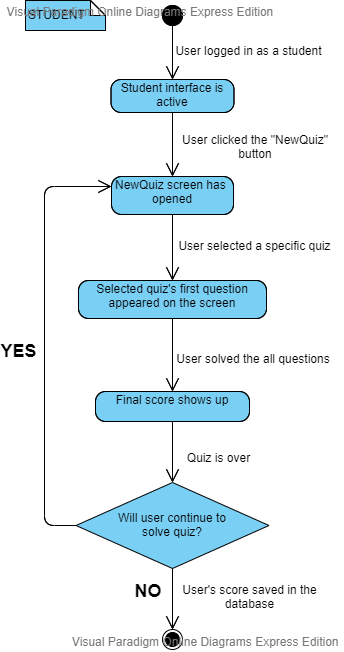 Visual Paradigm Online Diagrams Express Edition
STUDENT
User logged in as a student
Student interface is
active
User clicked the "NewQuiz"
button
NewQuiz screen has
opened
User selected a specific quiz
Selected quiz's first question
appeared on the screen
YES
User solved the all questions
Final score shows up
Quiz is over
Will user continue to
solve quiz?
NO
User's score saved in the
database
Visual Paradigm Online Diagrams Express Edition